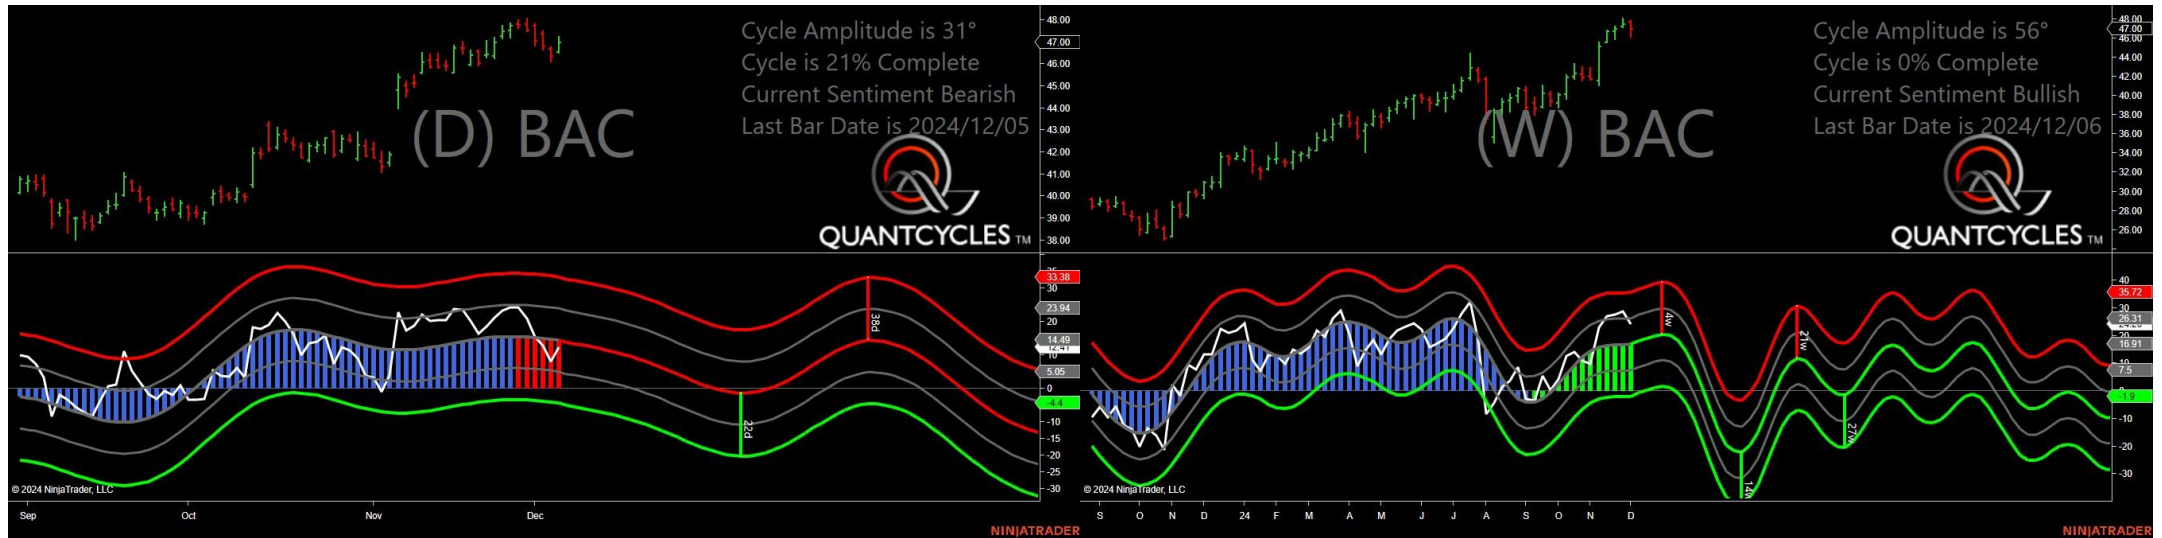 Cycle Amplitude is 31°
Cycle is 21% Complete
Current Sentiment Bearish
Last Bar Date is 2024/12/05
(D) BAC
QUANTCYCLES TM
48.00
47.00
46.00
45.00
44.00
43.00
42.00
41.00
40.00
39.00
38.00
33.38
30
23.94
20
14.49
10
5.05
0
-4.4
-10
-15
-20
-25
-30
38d
22d
© 2024 NinjaTrader, LLC
Sep Oct Nov Dec
NINJATRADER
Cycle Amplitude is 56°
Cycle is 0% Complete
Current Sentiment Bullish
Last Bar Date is 2024/12/06
(W) BAC
QUANTCYCLES TM
48.00
47.00
46.00
44.00
42.00
40.00
38.00
36.00
34.00
32.00
30.00
28.00
26.00
40
35.72
30
26.31
16.91
10
7.5
-1.9
-10
-20
-30
4w
21w
27w
14w
© 2024 NinjaTrader, LLC
S O N D 24 F M A M J J A S O N D
NINJATRADER